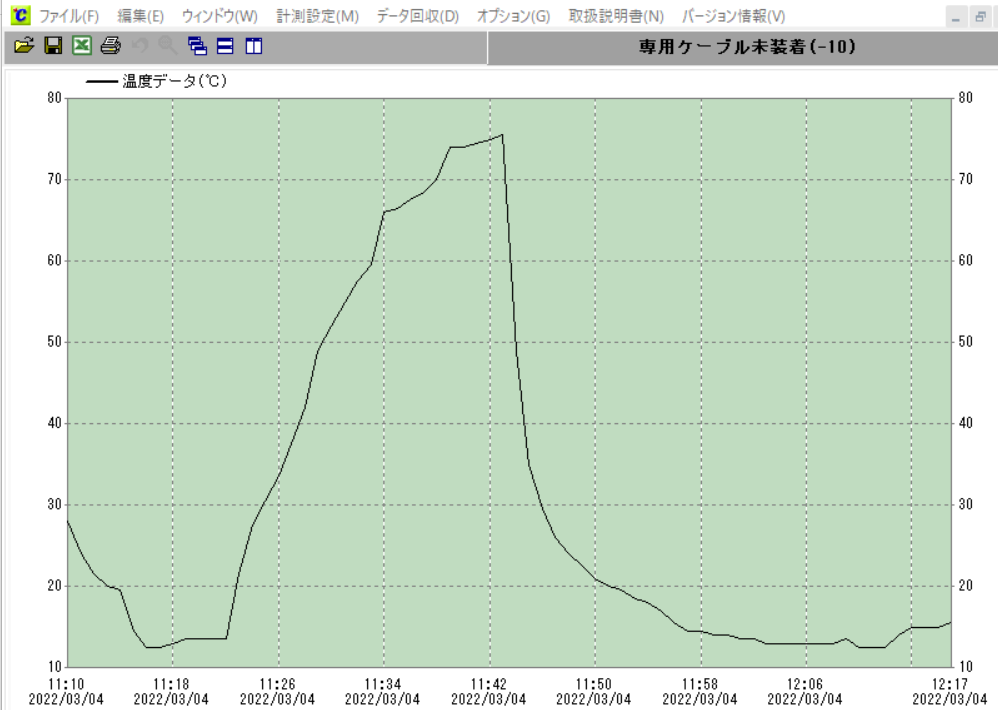 ℃ ファイル(F) 編集(E) ウィンドウ(W) 計測設定(M) データ回収(D) オプション(G) 取扱説明書(N) バージョン情報(V)
専用ケーブル未装着(-10)
温度データ(℃)
80 80
70 70
60 60
50 50
40 40
30 30
20 20
10 10
11:10 11:18 11:26 11:34 11:42 11:50 11:58 12:06 12:17
2022/03/04 2022/03/04 2022/03/04 2022/03/04 2022/03/04 2022/03/04 2022/03/04 2022/03/04 2022/03/04